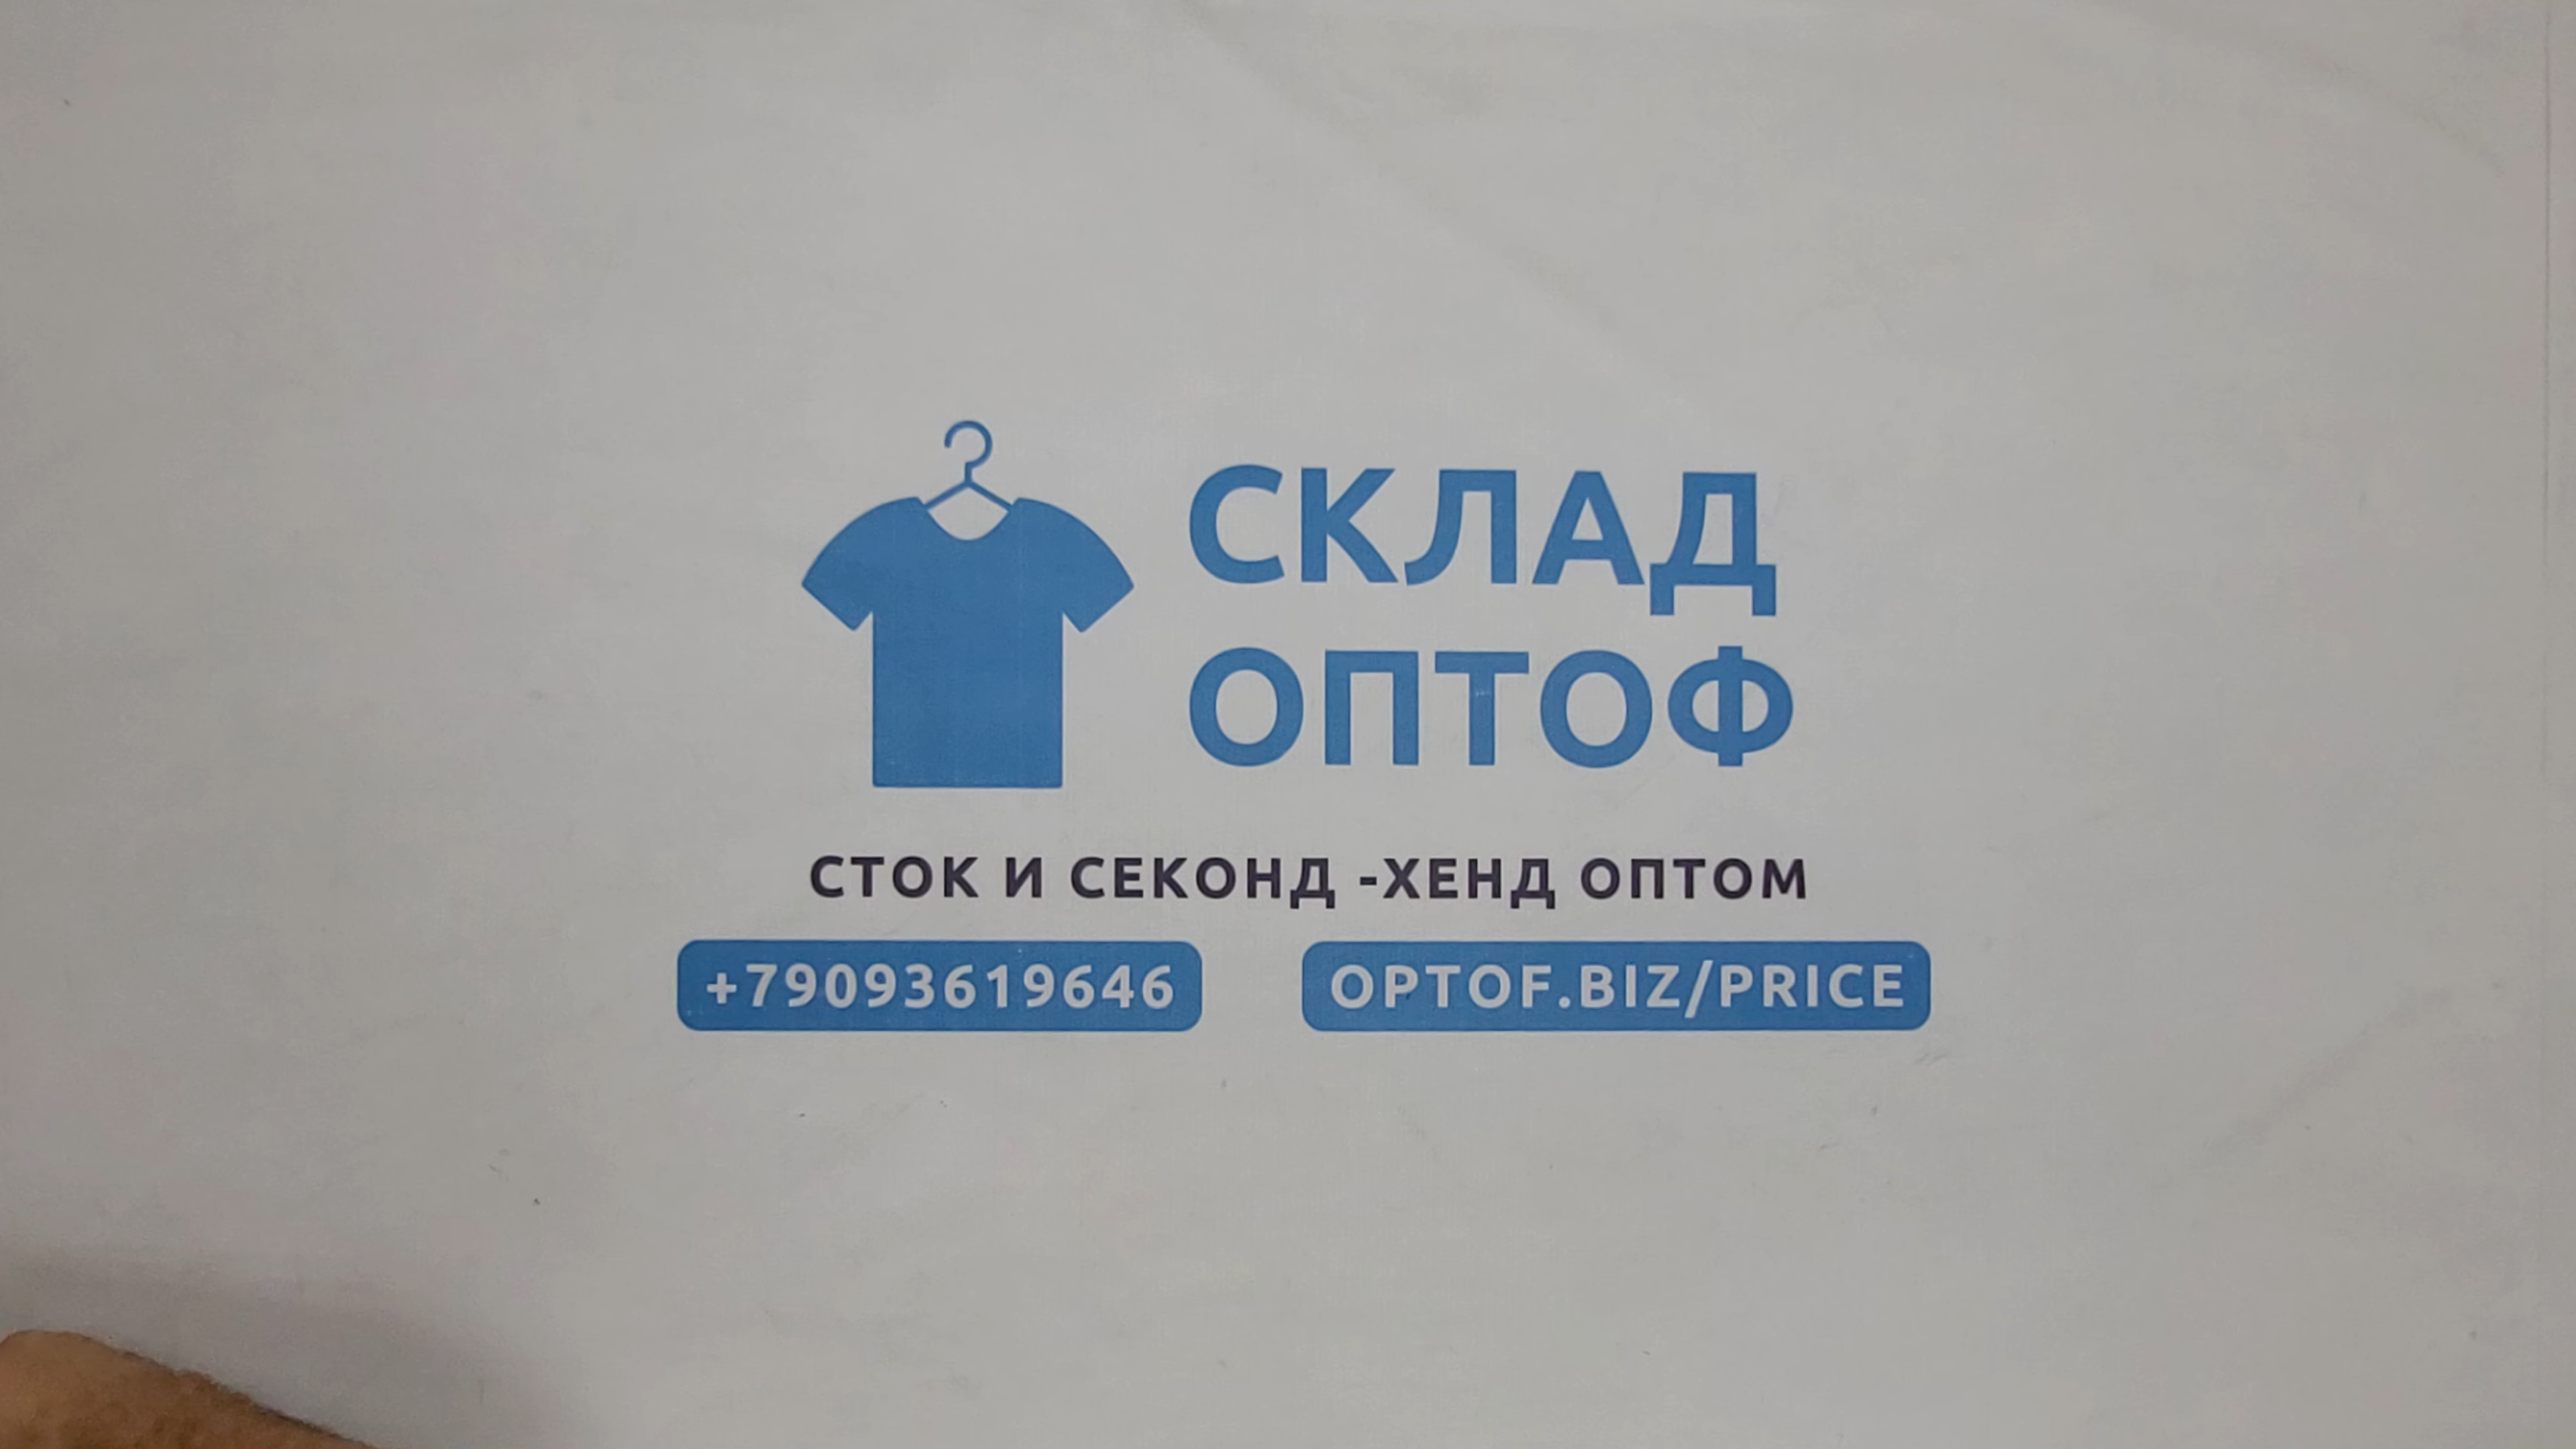 СКЛАД
ОПТОФ
СТОК И СЕКОНД -ХЕНД ОПТОМ
+79093619646
OPTOF.BIZ/PRICE